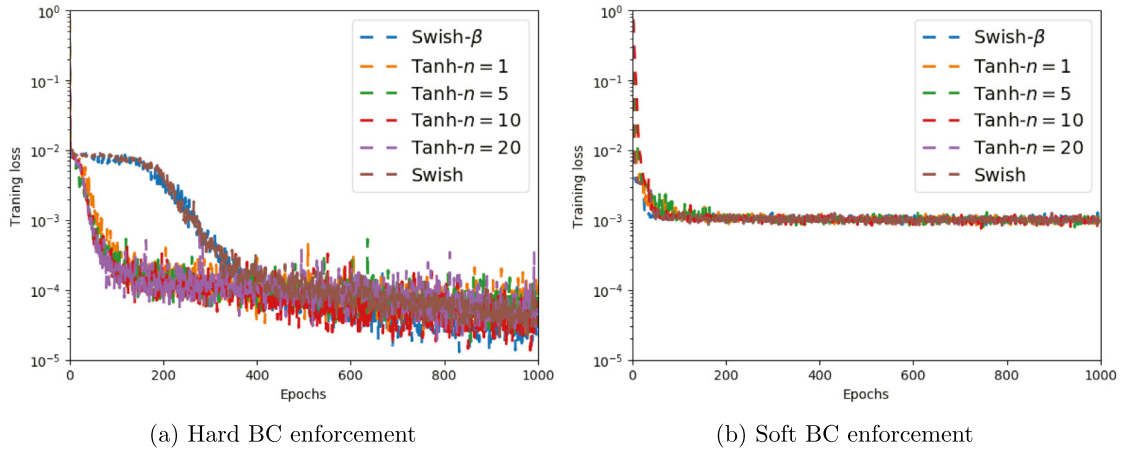 10^0
10^-1
10^-2
10^-3
10^-4
10^-5
Traning loss
0 200 400 600 800 1000
Epochs
Swish-β
Tanh-n = 1
Tanh-n = 5
Tanh-n = 10
Tanh-n = 20
Swish
(a) Hard BC enforcement
10^0
10^-1
10^-2
10^-3
10^-4
10^-5
Training loss
0 200 400 600 800 1000
Epochs
Swish-β
Tanh-n = 1
Tanh-n = 5
Tanh-n = 10
Tanh-n = 20
Swish
(b) Soft BC enforcement